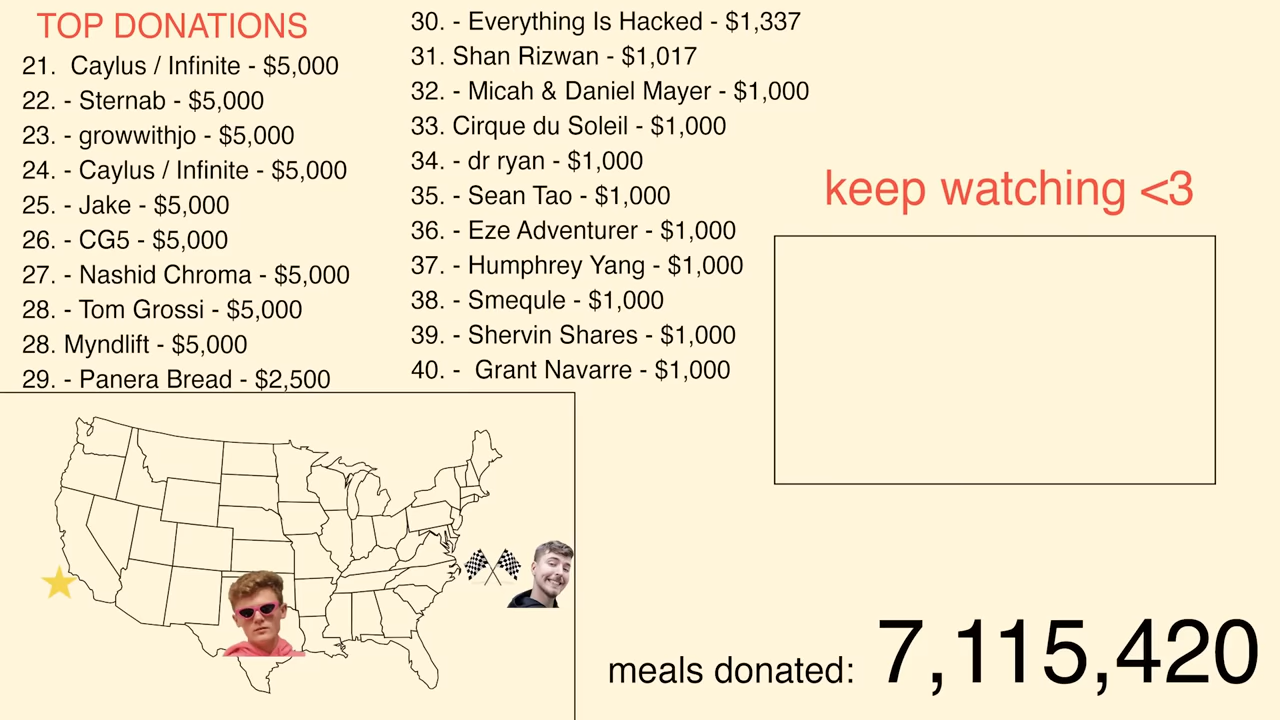 TOP DONATIONS
21.  Caylus / Infinite - $5,000
22. - Sternab - $5,000
23. - growwithjo - $5,000
24. - Caylus / Infinite - $5,000
25. - Jake - $5,000
26. - CG5 - $5,000
27. - Nashid Chroma - $5,000
28. - Tom Grossi - $5,000
28. Myndlift - $5,000
29. - Panera Bread - $2,500
30. - Everything Is Hacked - $1,337
31. Shan Rizwan - $1,017
32. - Micah & Daniel Mayer - $1,000
33. Cirque du Soleil - $1,000
34. - dr ryan - $1,000
35. - Sean Tao - $1,000
36. - Eze Adventurer - $1,000
37. - Humphrey Yang - $1,000
38. - Smequle - $1,000
39. - Shervin Shares - $1,000
40. -  Grant Navarre - $1,000
keep watching <3
meals donated: 7,115,420